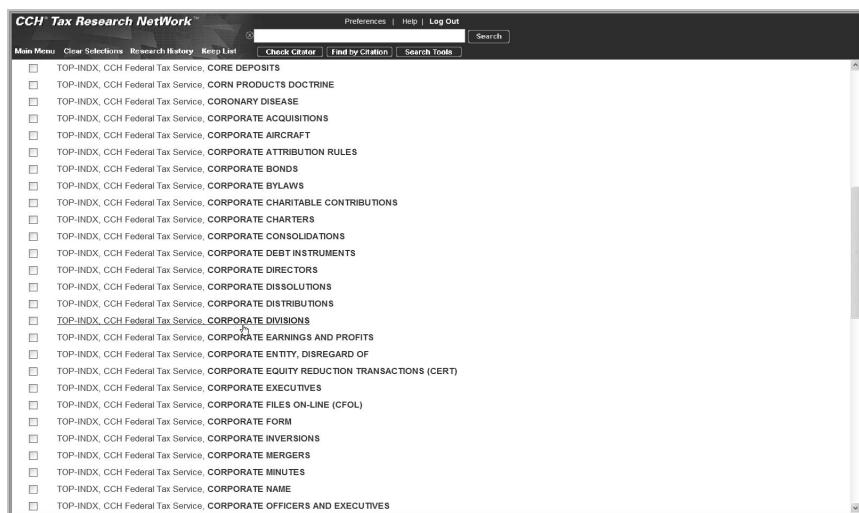 CCH® Tax Research NetWork™
Preferences | Help | Log Out
Search
Main Menu Clear Selections Research History Keep List Check Citator Find by Citation Search Tools
TOP-INDX, CCH Federal Tax Service, CORE DEPOSITS
TOP-INDX, CCH Federal Tax Service, CORN PRODUCTS DOCTRINE
TOP-INDX, CCH Federal Tax Service, CORONARY DISEASE
TOP-INDX, CCH Federal Tax Service, CORPORATE ACQUISITIONS
TOP-INDX, CCH Federal Tax Service, CORPORATE AIRCRAFT
TOP-INDX, CCH Federal Tax Service, CORPORATE ATTRIBUTION RULES
TOP-INDX, CCH Federal Tax Service, CORPORATE BONDS
TOP-INDX, CCH Federal Tax Service, CORPORATE BYLAWS
TOP-INDX, CCH Federal Tax Service, CORPORATE CHARITABLE CONTRIBUTIONS
TOP-INDX, CCH Federal Tax Service, CORPORATE CHARTERS
TOP-INDX, CCH Federal Tax Service, CORPORATE CONSOLIDATIONS
TOP-INDX, CCH Federal Tax Service, CORPORATE DEBT INSTRUMENTS
TOP-INDX, CCH Federal Tax Service, CORPORATE DIRECTORS
TOP-INDX, CCH Federal Tax Service, CORPORATE DISSOLUTIONS
TOP-INDX, CCH Federal Tax Service, CORPORATE DISTRIBUTIONS
TOP-INDX, CCH Federal Tax Service, CORPORATE DIVISIONS
TOP-INDX, CCH Federal Tax Service, CORPORATE EARNINGS AND PROFITS
TOP-INDX, CCH Federal Tax Service, CORPORATE ENTITY, DISREGARD OF
TOP-INDX, CCH Federal Tax Service, CORPORATE EQUITY REDUCTION TRANSACTIONS (CERT)
TOP-INDX, CCH Federal Tax Service, CORPORATE EXECUTIVES
TOP-INDX, CCH Federal Tax Service, CORPORATE FILES ON-LINE (CFOL)
TOP-INDX, CCH Federal Tax Service, CORPORATE FORM
TOP-INDX, CCH Federal Tax Service, CORPORATE INVERSIONS
TOP-INDX, CCH Federal Tax Service, CORPORATE MERGERS
TOP-INDX, CCH Federal Tax Service, CORPORATE MINUTES
TOP-INDX, CCH Federal Tax Service, CORPORATE NAME
TOP-INDX, CCH Federal Tax Service, CORPORATE OFFICERS AND EXECUTIVES